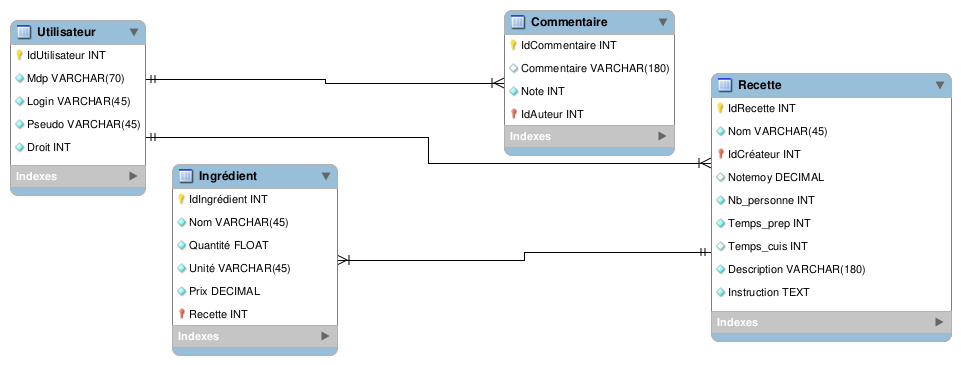 Utilisateur
IdUtilisateur INT
Mdp VARCHAR(70)
Login VARCHAR(45)
Pseudo VARCHAR(45)
Droit INT
Indexes
Commentaire
IdCommentaire INT
Commentaire VARCHAR(180)
Note INT
IdAuteur INT
Indexes
Ingrédient
IdIngrédient INT
Nom VARCHAR(45)
Quantité FLOAT
Unité VARCHAR(45)
Prix DECIMAL
Recette INT
Indexes
Recette
IdRecette INT
Nom VARCHAR(45)
IdCréateur INT
Notemoy DECIMAL
Nb_personne INT
Temps_prep INT
Temps_cuis INT
Description VARCHAR(180)
Instruction TEXT
Indexes